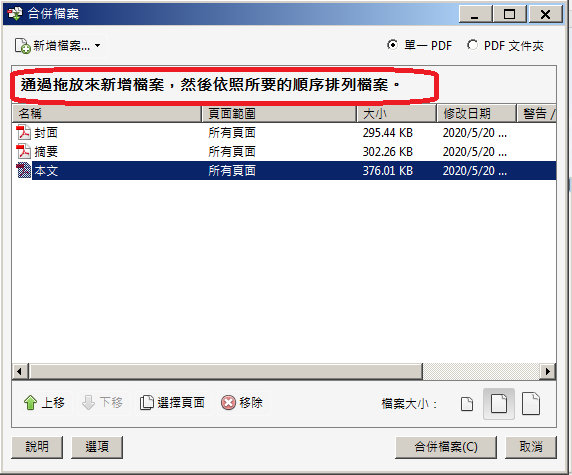 合併檔案
新增檔案... 單一 PDF PDF 文件夾
通過拖放來新增檔案，然後依照所要的順序排列檔案。
名稱 頁面範圍 大小 修改日期 警告 /
封面 所有頁面 295.44 KB 2020/5/20 ...
摘要 所有頁面 302.26 KB 2020/5/20 ...
本文 所有頁面 376.01 KB 2020/5/20 ...
上移 下移 選擇頁面 移除 檔案大小：
說明 選項 合併檔案(C) 取消